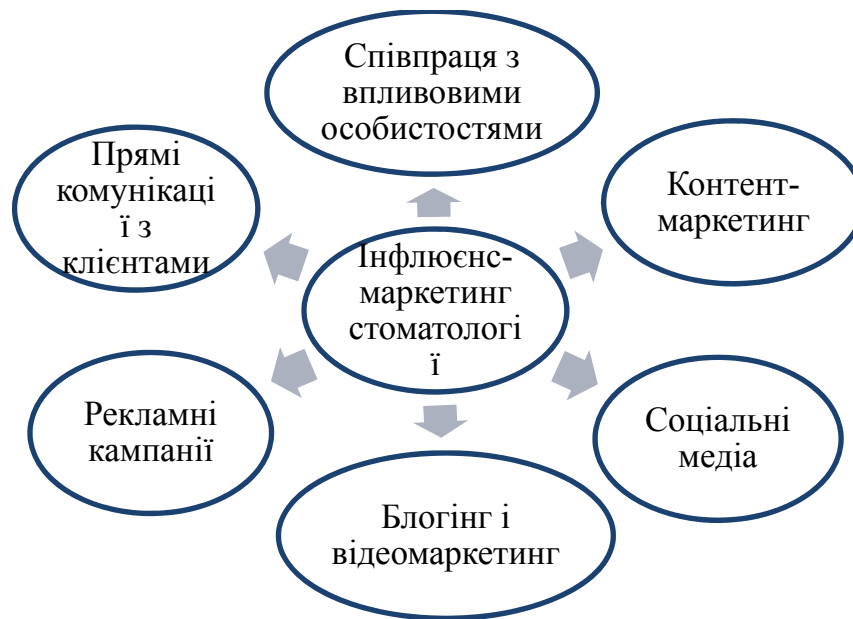 Співпраця з
впливовими
особистостями
Прямі
комунікаці
ї з
клієнтами
Контент-
маркетинг
Інфлюєнс-
маркетинг
стоматологі
ї
Рекламні
кампанії
Соціальні
медіа
Блогінг і
відеомаркетинг